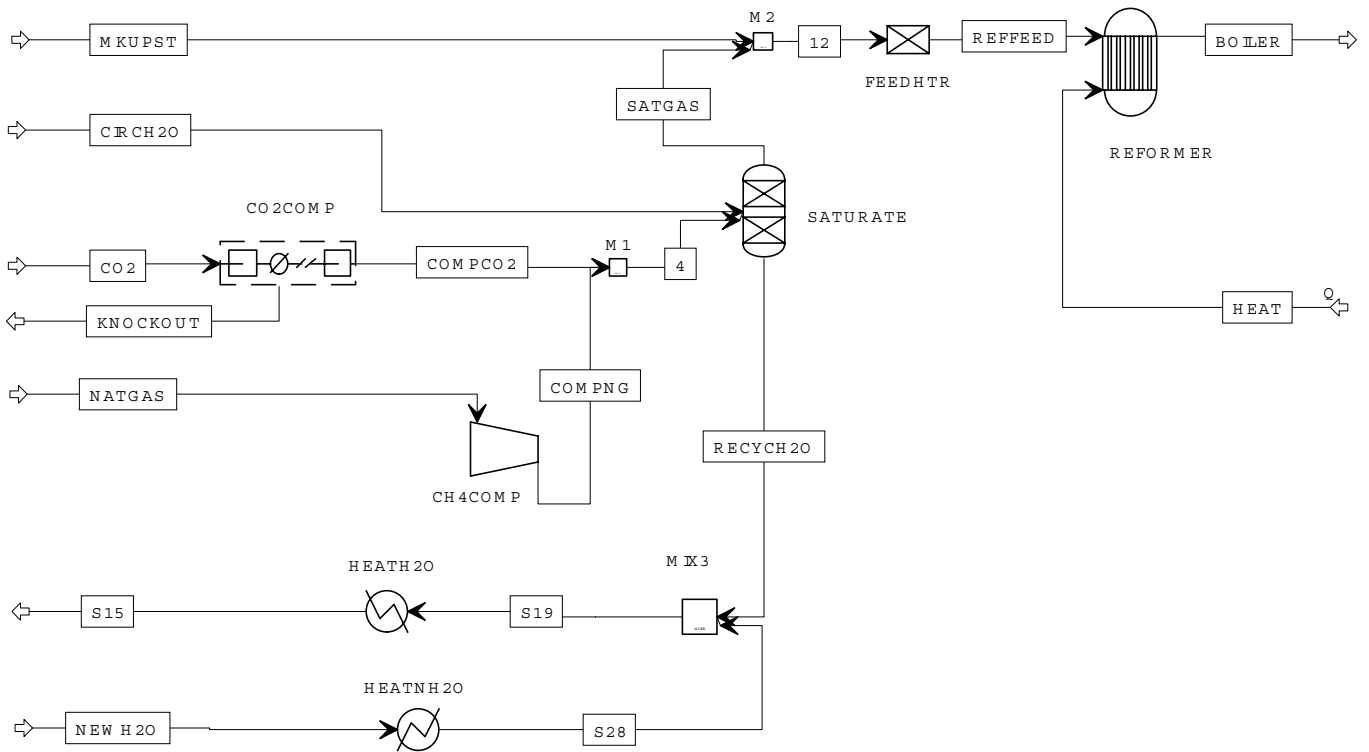 M2
MKUPST
12
REFFEED
BOILER
FEEDHTR
SATGAS
CIRCH2O
REFORMER
CO2COMP
SATURATE
M1
CO2
COMPCO2
4
Q
HEAT
KNOCKOUT
NATGAS
COMPNG
RECYCH2O
CH4COMP
MIX3
HEATH2O
S15
S19
HEATNH2O
NEWH2O
S28